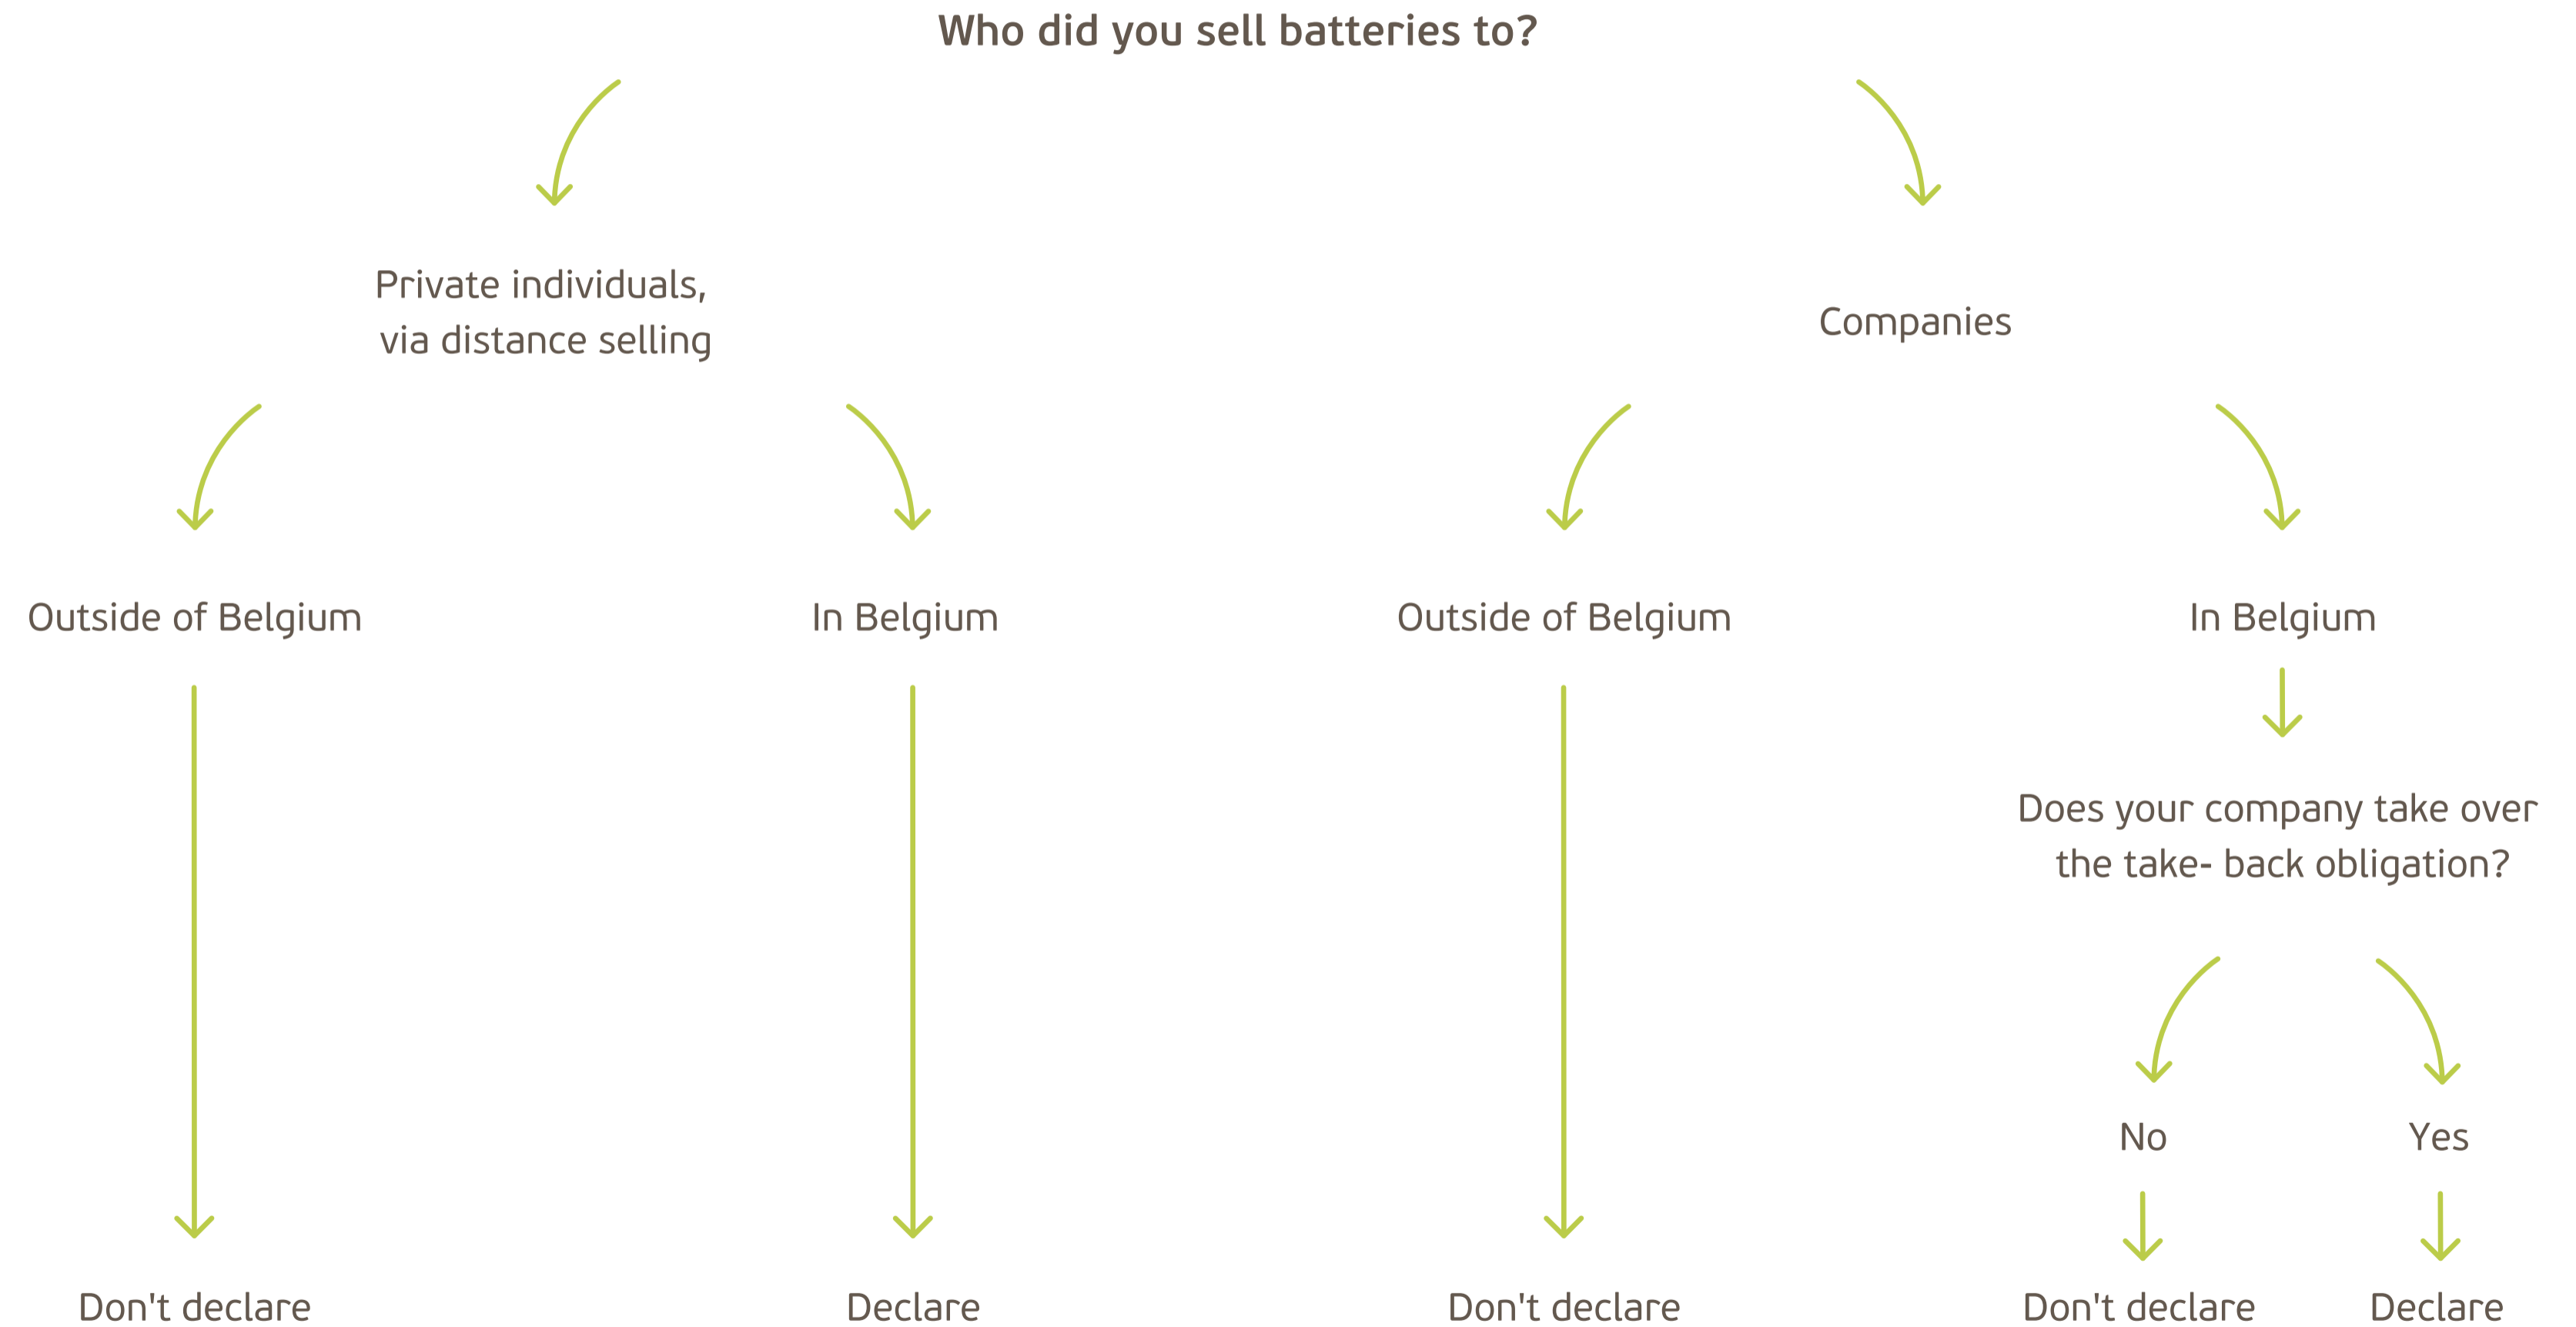 Who did you sell batteries to?
Private individuals,
via distance selling
Companies
Outside of Belgium
In Belgium
Outside of Belgium
In Belgium
Does your company take over
the take- back obligation?
No
Yes
Don't declare
Declare
Don't declare
Don't declare
Declare